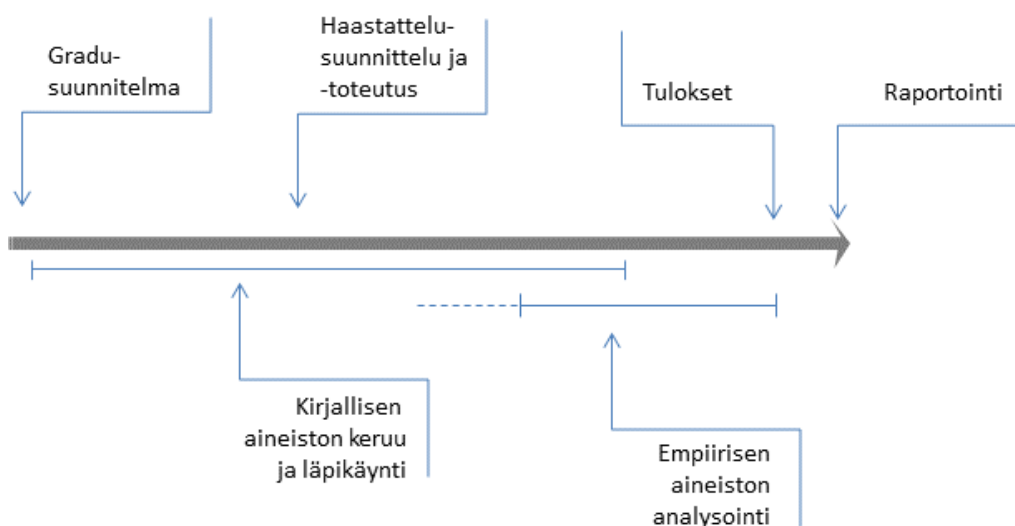 Gradu-
suunnitelma
Haastattelu-
suunnittelu ja
-toteutus
Tulokset
Raportointi
Kirjallisen
aineiston keruu
ja läpikäynti
Empiirisen
aineiston
analysointi